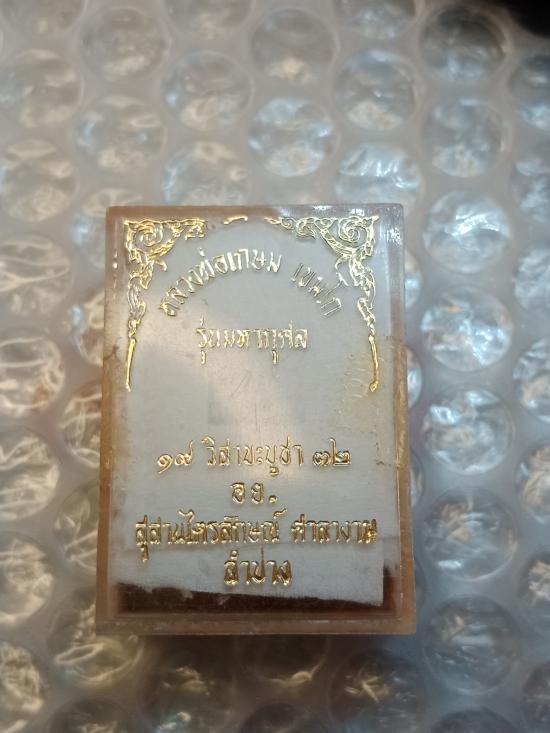 หลวงพ่อเกษม เขมโก
รุ่นมหากุศล
๑๗ วิสาขะบูชา ๓๒
อ.ย.
สุสานไตรลักษณ์ ศาลางาม
ลำปาง